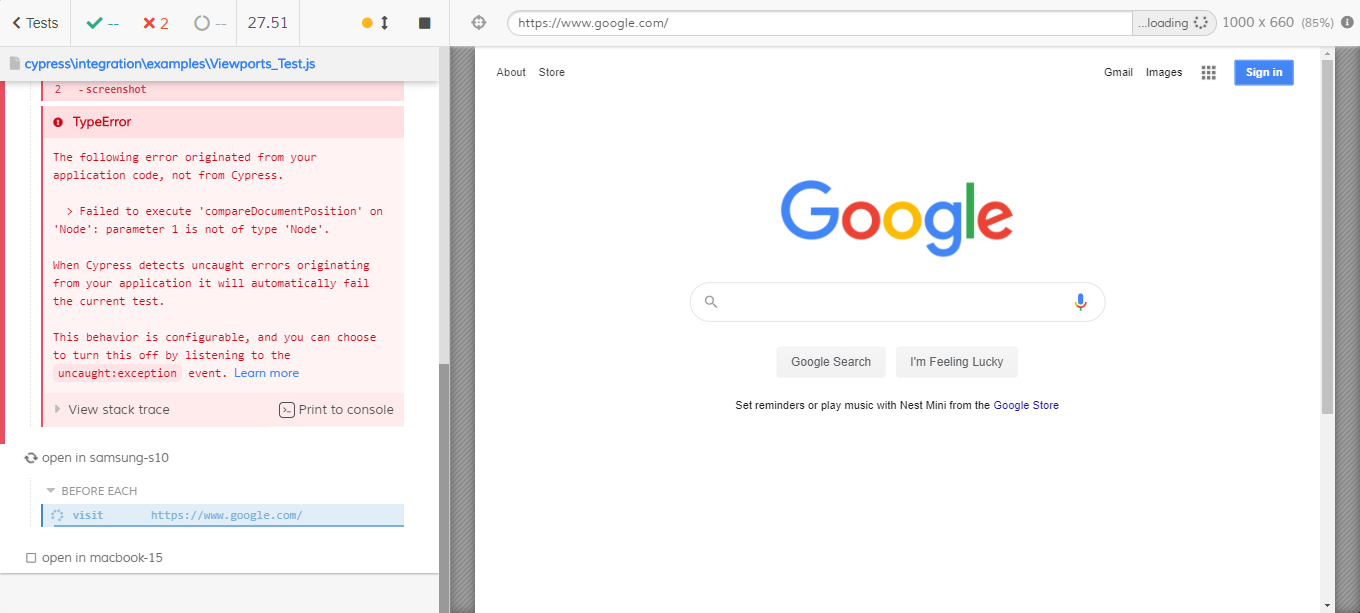 Tests
--
2
--
27.51
https://www.google.com/
...loading
1000 x 660 (85%)
cypress\integration\examples\Viewports_Test.js
2 - screenshot
TypeError
The following error originated from your
application code, not from Cypress.
> Failed to execute 'compareDocumentPosition' on
'Node': parameter 1 is not of type 'Node'.
When Cypress detects uncaught errors originating
from your application it will automatically fail
the current test.
This behavior is configurable, and you can choose
to turn this off by listening to the
uncaught:exception event. Learn more
View stack trace
Print to console
open in samsung-s10
BEFORE EACH
visit https://www.google.com/
open in macbook-15
About Store
Gmail Images
Sign in
Google
Google Search
I'm Feeling Lucky
Set reminders or play music with Nest Mini from the Google Store